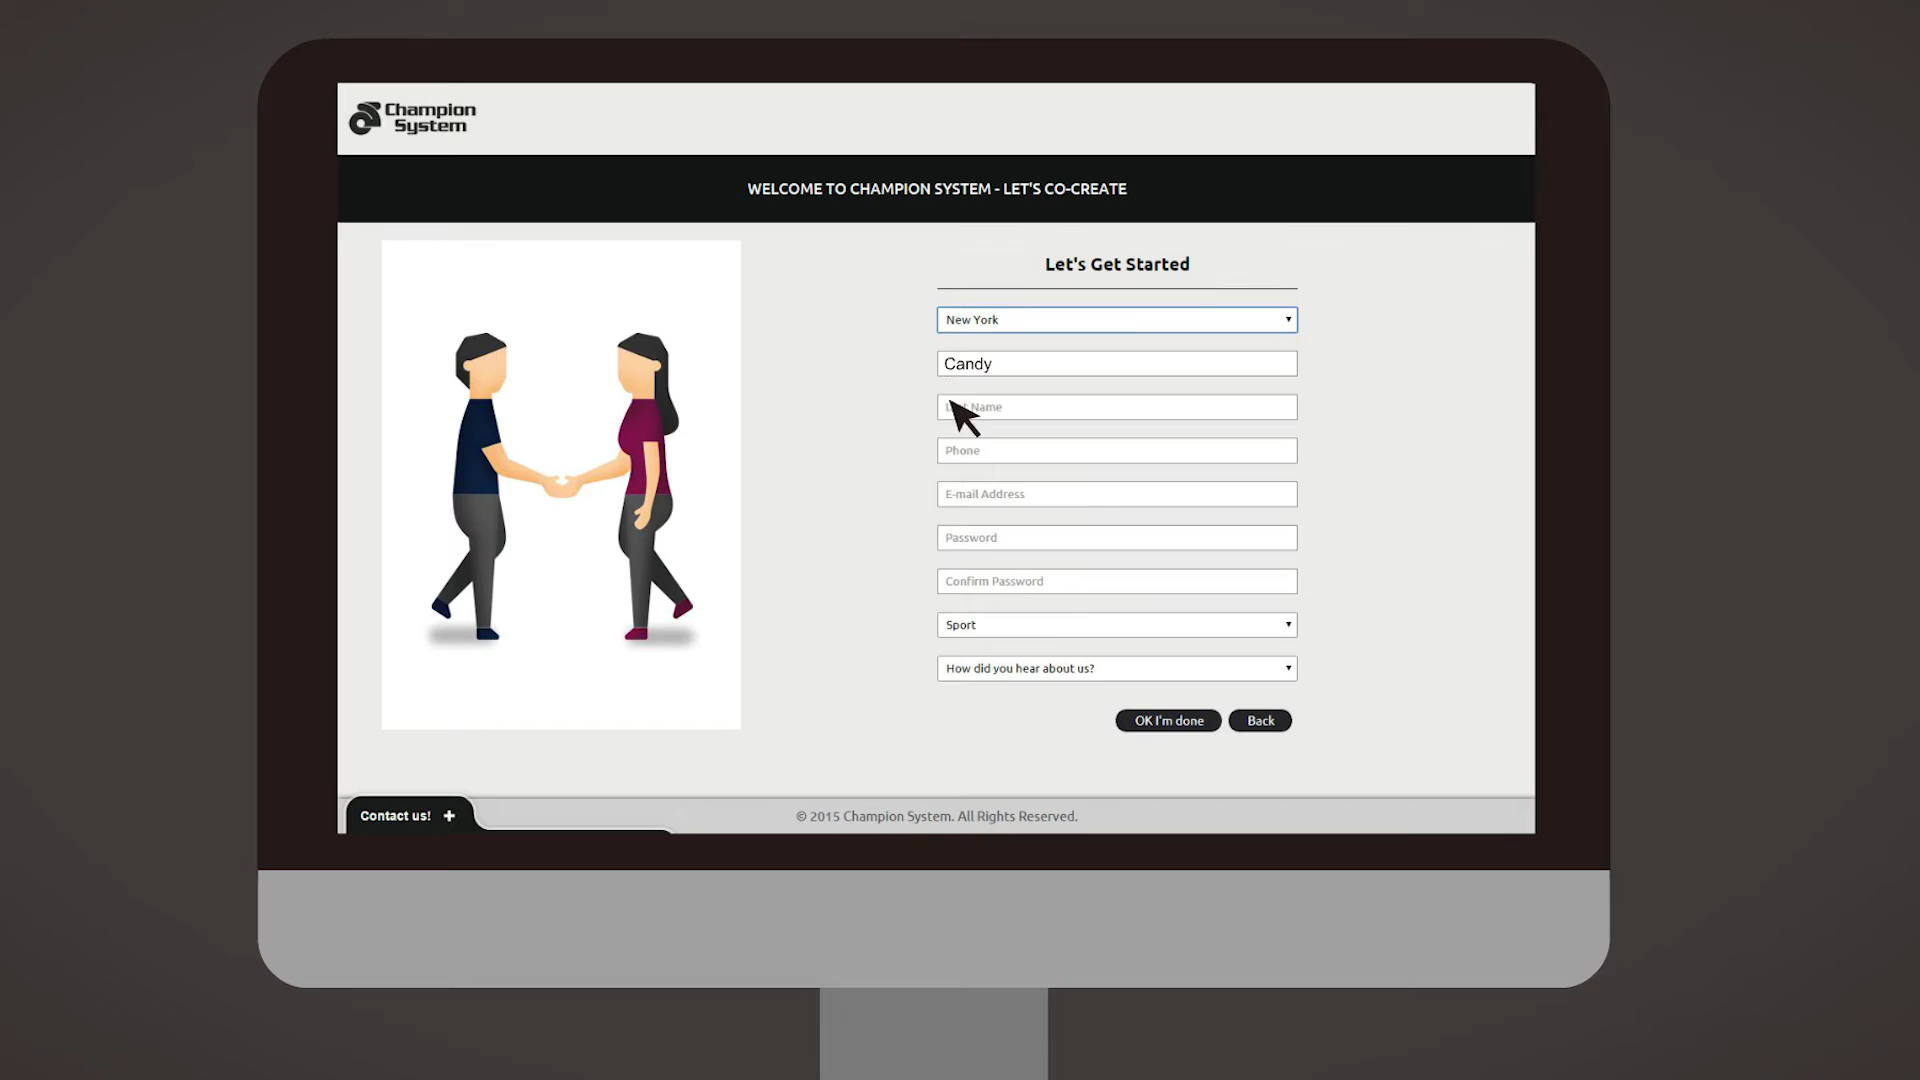 Champion
System
WELCOME TO CHAMPION SYSTEM - LET'S CO-CREATE
Let's Get Started
New York
Candy
Name
Phone
E-mail Address
Password
Confirm Password
Sport
How did you hear about us?
OK I'm done
Back
Contact us! +
© 2015 Champion System. All Rights Reserved.